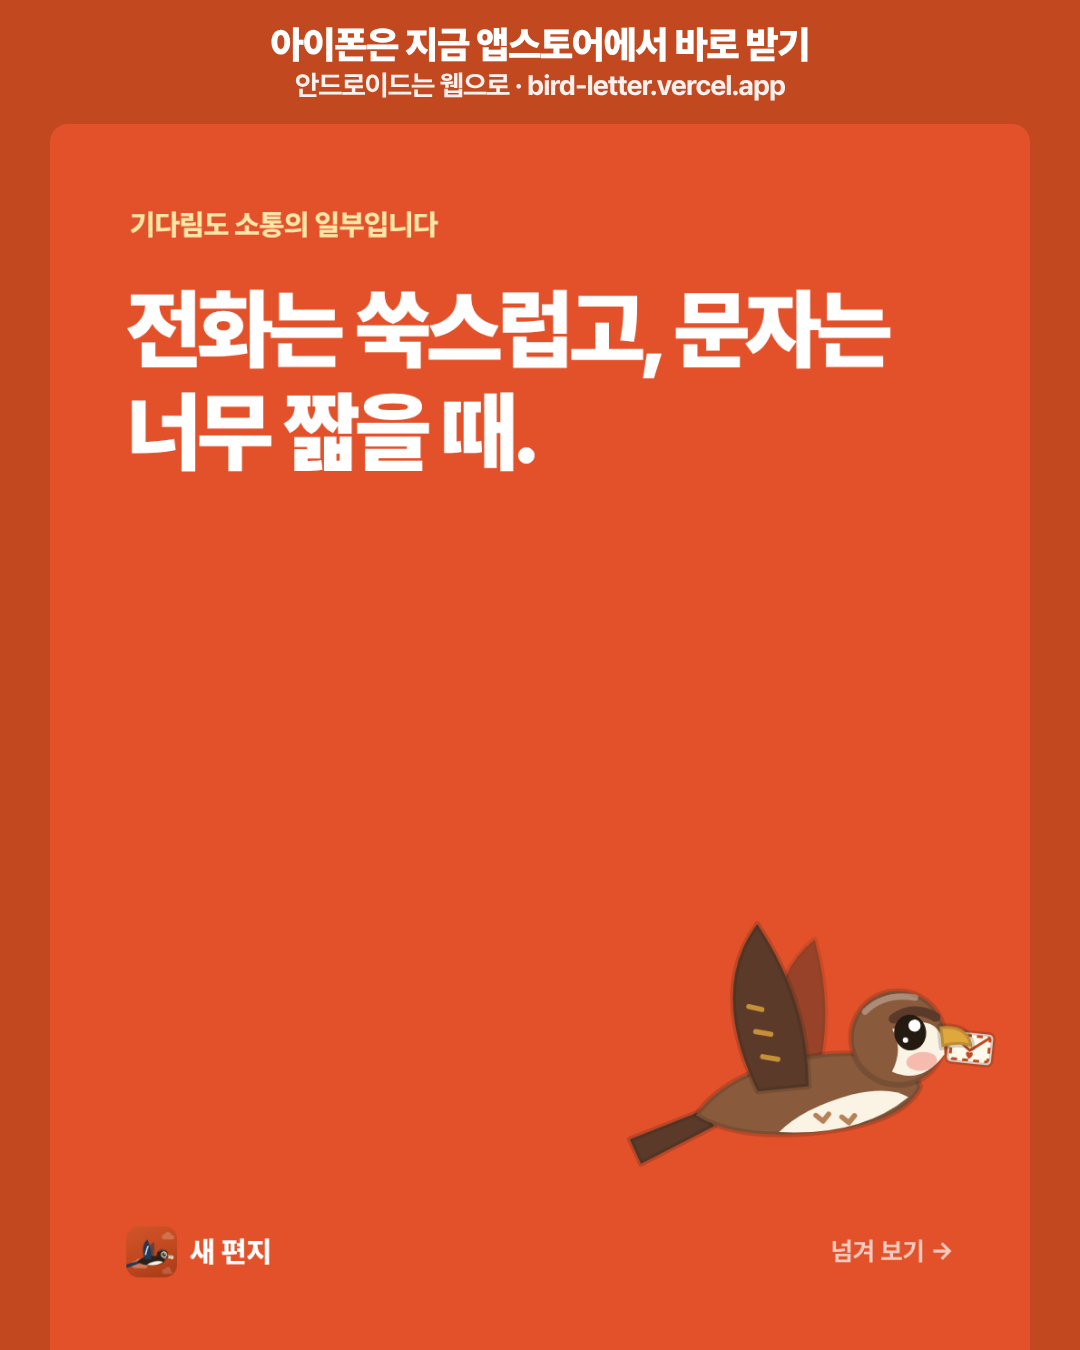 아이폰은 지금 앱스토어에서 바로 받기
안드로이드는 웹으로 · bird-letter.vercel.app
기다림도 소통의 일부입니다
전화는 쑥스럽고, 문자는
너무 짧을 때.
새 편지
넘겨 보기 →